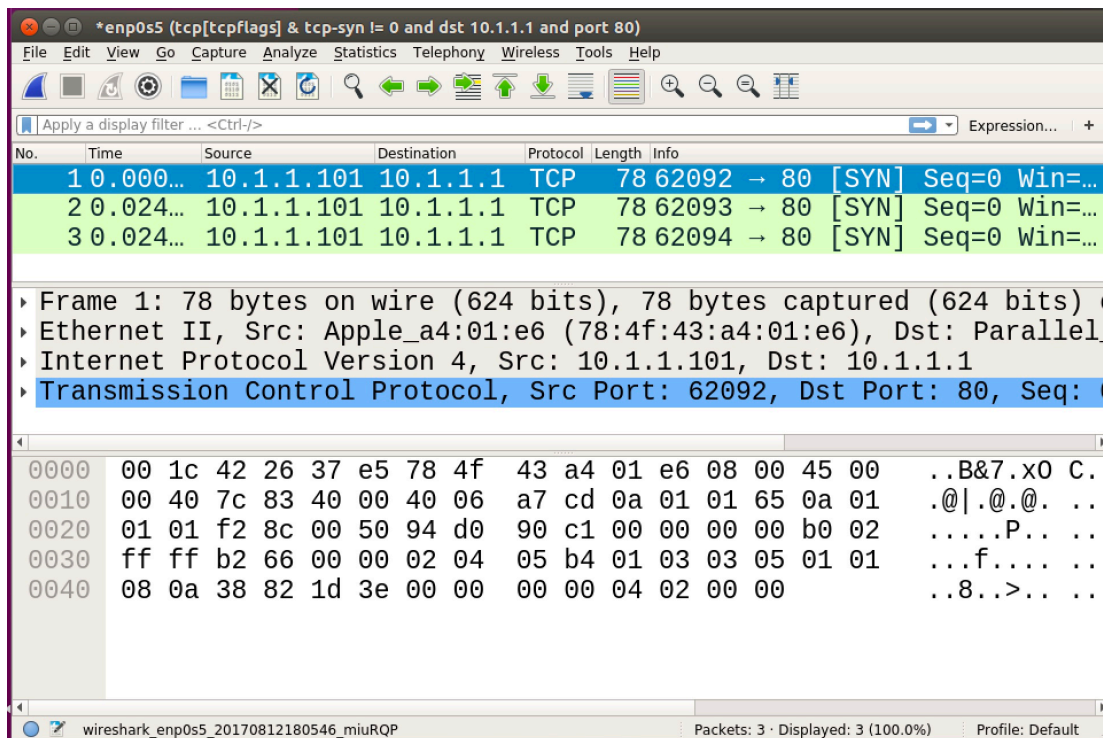 *enp0s5 (tcp[tcpflags] & tcp-syn != 0 and dst 10.1.1.1 and port 80)
File Edit View Go Capture Analyze Statistics Telephony Wireless Tools Help
Apply a display filter ... <Ctrl-/> Expression... +
No. Time Source Destination Protocol Length Info
1 0.000… 10.1.1.101 10.1.1.1 TCP 78 62092 → 80 [SYN] Seq=0 Win=…
2 0.024… 10.1.1.101 10.1.1.1 TCP 78 62093 → 80 [SYN] Seq=0 Win=…
3 0.024… 10.1.1.101 10.1.1.1 TCP 78 62094 → 80 [SYN] Seq=0 Win=…
Frame 1: 78 bytes on wire (624 bits), 78 bytes captured (624 bits)
Ethernet II, Src: Apple_a4:01:e6 (78:4f:43:a4:01:e6), Dst: Parallel_
Internet Protocol Version 4, Src: 10.1.1.101, Dst: 10.1.1.1
Transmission Control Protocol, Src Port: 62092, Dst Port: 80, Seq:
0000 00 1c 42 26 37 e5 78 4f 43 a4 01 e6 08 00 45 00 ..B&7.xO C.
0010 00 40 7c 83 40 00 40 06 a7 cd 0a 01 01 65 0a 01 .@|.@.@. ..
0020 01 01 f2 8c 00 50 94 d0 90 c1 00 00 00 00 b0 02 .....P.. ..
0030 ff ff b2 66 00 00 02 04 05 b4 01 03 03 05 01 01 ...f.... ..
0040 08 0a 38 82 1d 3e 00 00 00 00 04 02 00 00 ..8..>.. ..
wireshark_enp0s5_20170812180546_miuRQP Packets: 3 · Displayed: 3 (100.0%) Profile: Default